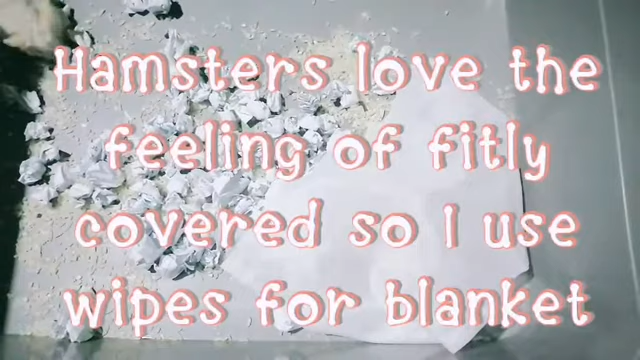 Hamsters love the
feeling of fitly
covered so I use
wipes for blanket